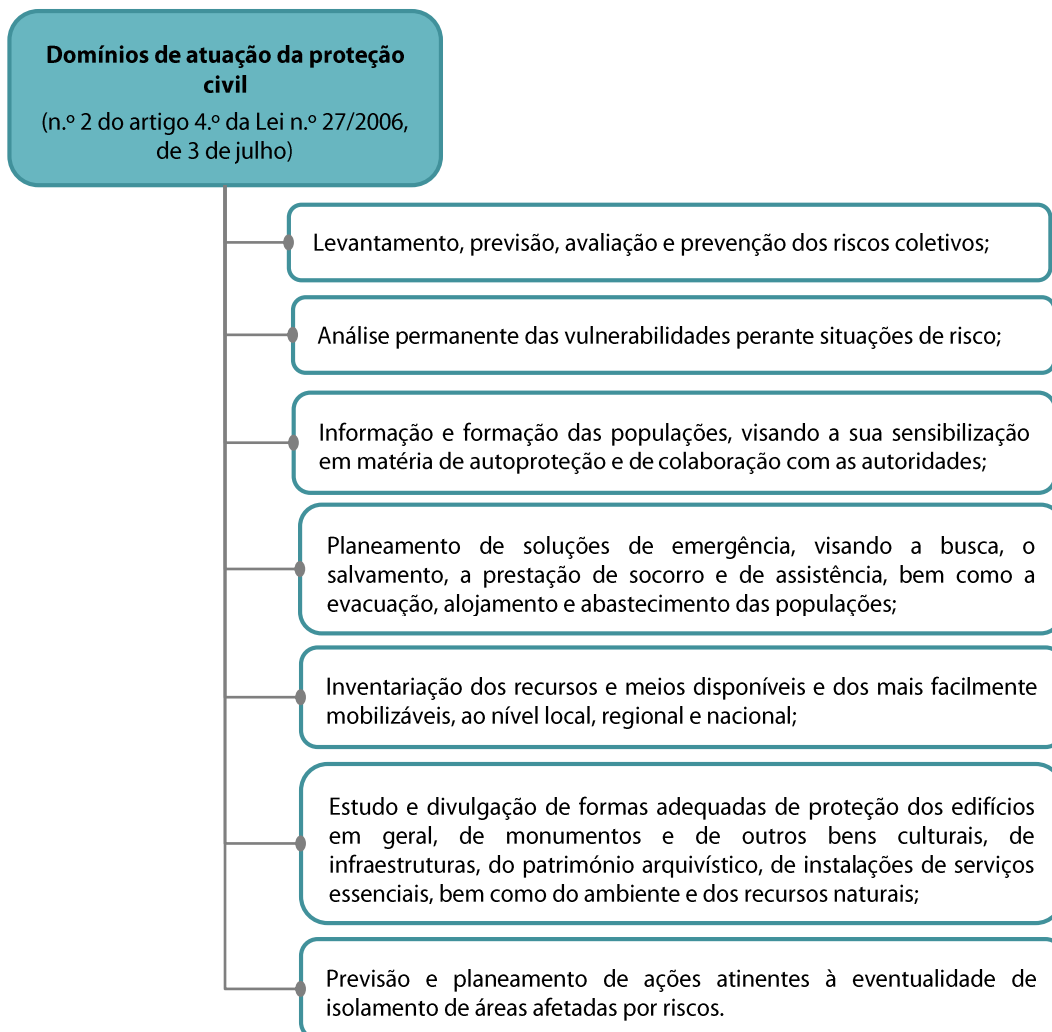 Domínios de atuação da proteção
civil
(n.º 2 do artigo 4.º da Lei n.º 27/2006,
de 3 de julho)
Levantamento, previsão, avaliação e prevenção dos riscos coletivos;
Análise permanente das vulnerabilidades perante situações de risco;
Informação e formação das populações, visando a sua sensibilização
em matéria de autoproteção e de colaboração com as autoridades;
Planeamento de soluções de emergência, visando a busca, o
salvamento, a prestação de socorro e de assistência, bem como a
evacuação, alojamento e abastecimento das populações;
Inventariação dos recursos e meios disponíveis e dos mais facilmente
mobilizáveis, ao nível local, regional e nacional;
Estudo e divulgação de formas adequadas de proteção dos edifícios
em geral, de monumentos e de outros bens culturais, de
infraestruturas, do património arquivístico, de instalações de serviços
essenciais, bem como do ambiente e dos recursos naturais;
Previsão e planeamento de ações atinentes à eventualidade de
isolamento de áreas afetadas por riscos.